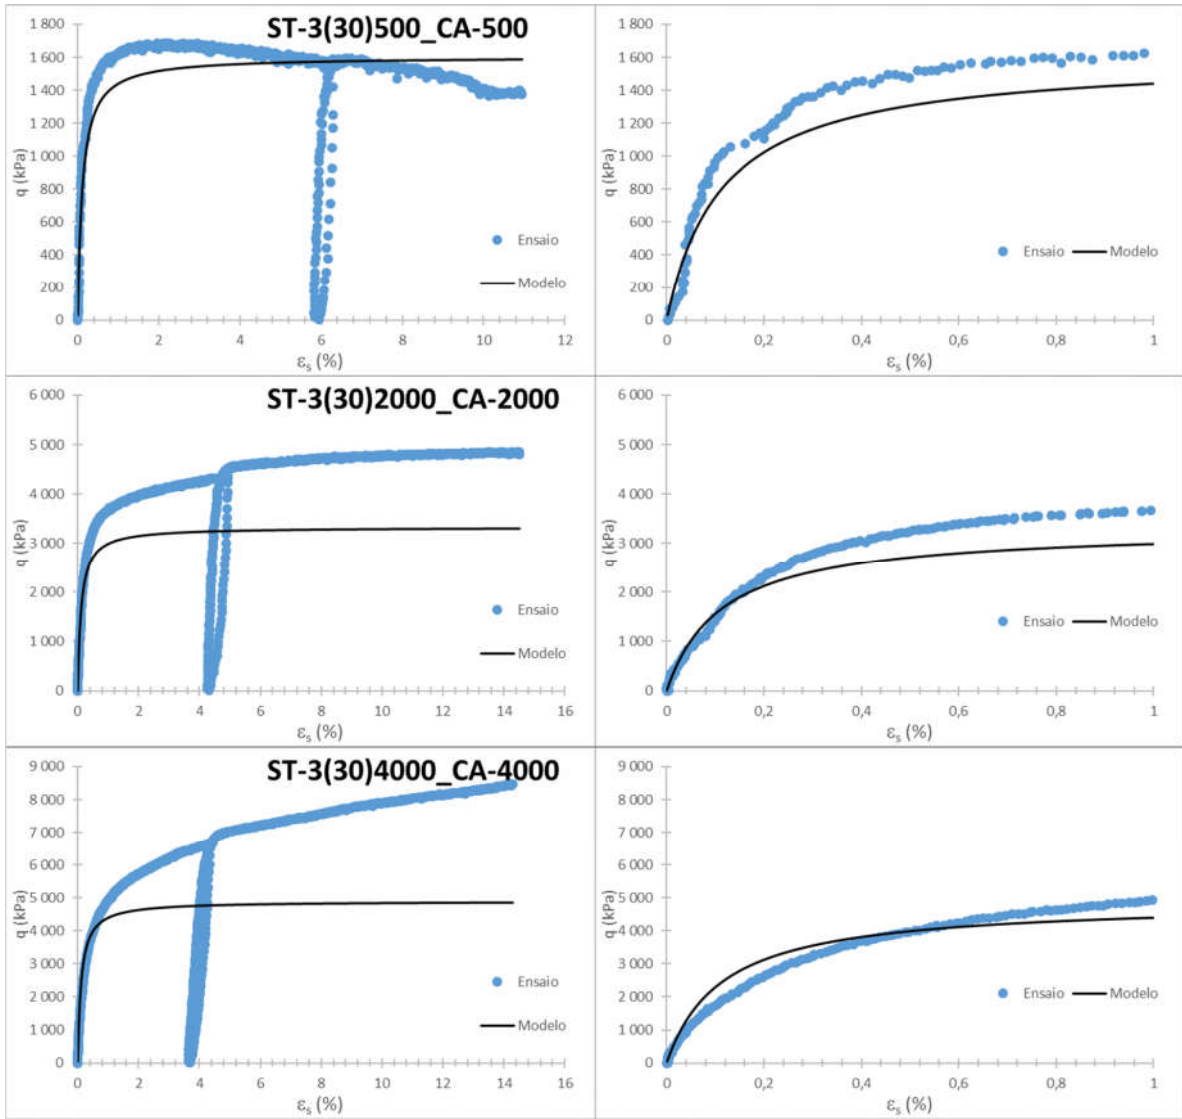 ST-3(30)500_CA-500
q (kPa)
1 800
1 600
1 400
1 200
1 000
800
600
400
200
0
0 2 4 6 8 10 12
εs (%)
Ensaio
Modelo
q (kPa)
1 800
1 600
1 400
1 200
1 000
800
600
400
200
0
0 0,2 0,4 0,6 0,8 1
εs (%)
Ensaio Modelo
ST-3(30)2000_CA-2000
q (kPa)
6 000
5 000
4 000
3 000
2 000
1 000
0
0 2 4 6 8 10 12 14 16
εs (%)
Ensaio
Modelo
q (kPa)
6 000
5 000
4 000
3 000
2 000
1 000
0
0 0,2 0,4 0,6 0,8 1
εs (%)
Ensaio Modelo
ST-3(30)4000_CA-4000
q (kPa)
9 000
8 000
7 000
6 000
5 000
4 000
3 000
2 000
1 000
0
0 2 4 6 8 10 12 14 16
εs (%)
Ensaio
Modelo
q (kPa)
9 000
8 000
7 000
6 000
5 000
4 000
3 000
2 000
1 000
0
0 0,2 0,4 0,6 0,8 1
εs (%)
Ensaio Modelo